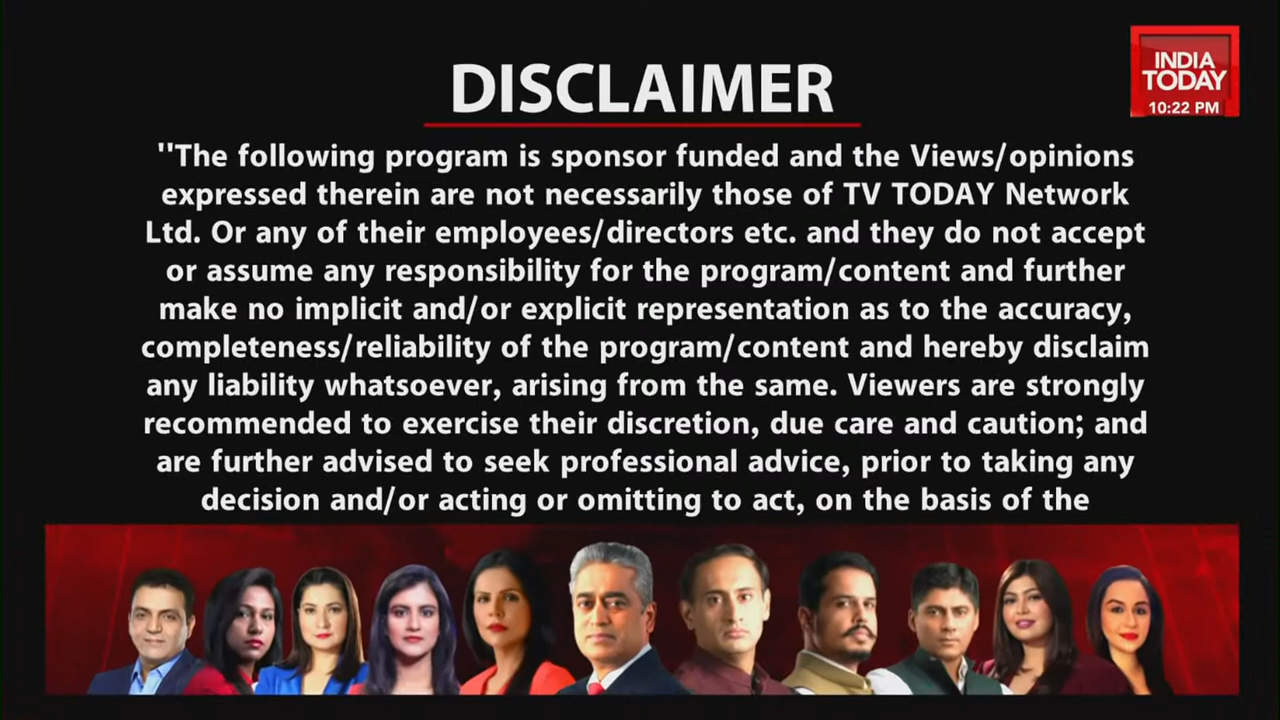 DISCLAIMER
INDIA
TODAY
10:22 PM
''The following program is sponsor funded and the Views/opinions
expressed therein are not necessarily those of TV TODAY Network
Ltd. Or any of their employees/directors etc. and they do not accept
or assume any responsibility for the program/content and further
make no implicit and/or explicit representation as to the accuracy,
completeness/reliability of the program/content and hereby disclaim
any liability whatsoever, arising from the same. Viewers are strongly
recommended to exercise their discretion, due care and caution; and
are further advised to seek professional advice, prior to taking any
decision and/or acting or omitting to act, on the basis of the